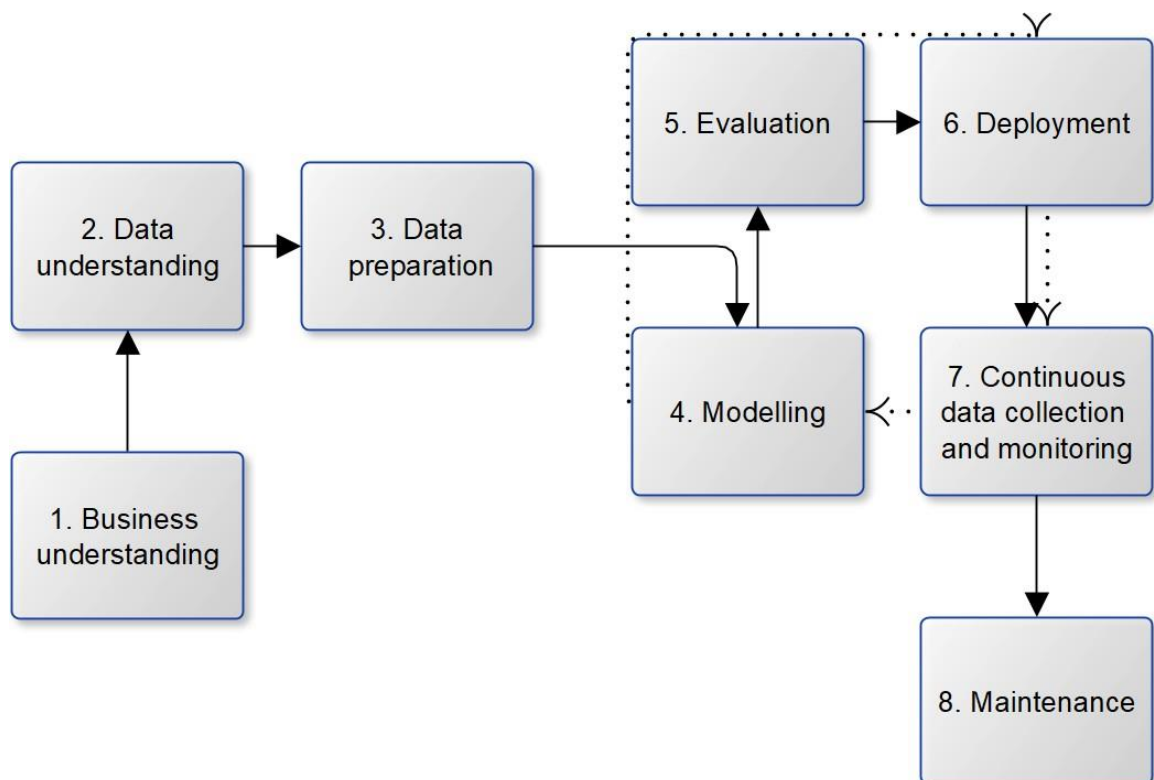 1. Business
understanding
2. Data
understanding
3. Data
preparation
4. Modelling
5. Evaluation
6. Deployment
7. Continuous
data collection
and monitoring
8. Maintenance